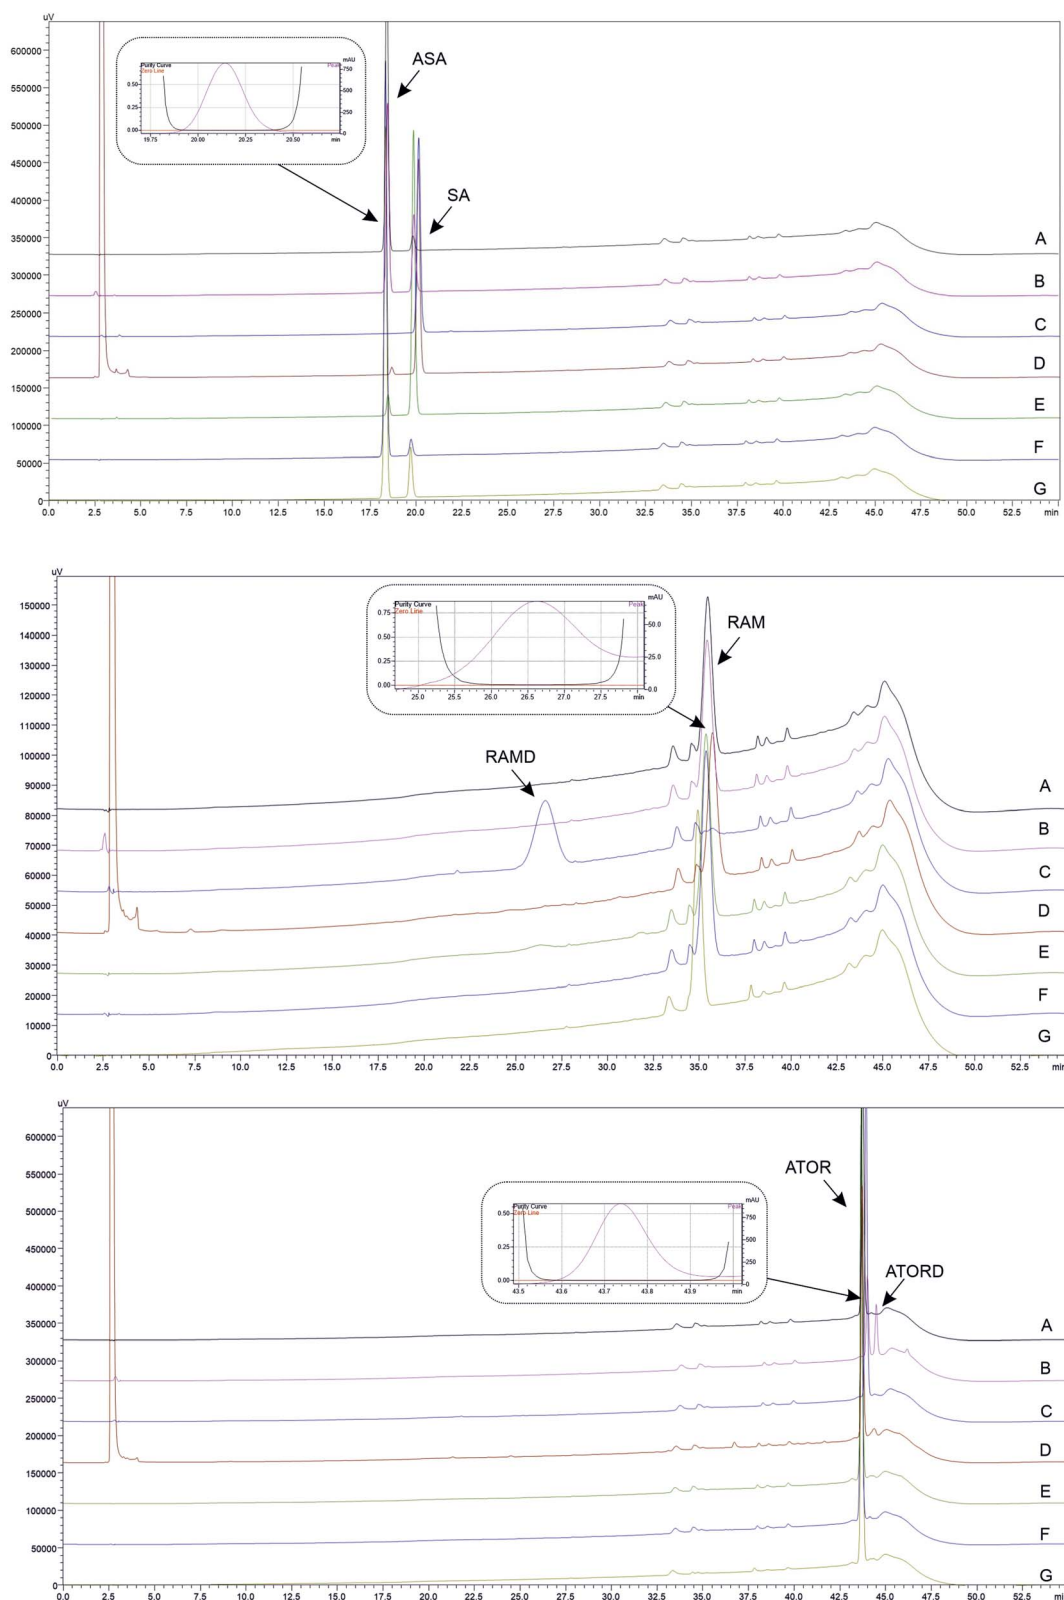 uV
600000
550000
500000
450000
400000
350000
300000
250000
200000
150000
100000
50000
0
Purity Curve
Zero Line
Peak
mAU
0.50
0.25
0.00
750
500
250
0
19.75 20.00 20.25 20.50 min
ASA
SA
A
B
C
D
E
F
G
0.0 2.5 5.0 7.5 10.0 12.5 15.0 17.5 20.0 22.5 25.0 27.5 30.0 32.5 35.0 37.5 40.0 42.5 45.0 47.5 50.0 52.5 min
uV
150000
140000
130000
120000
110000
100000
90000
80000
70000
60000
50000
40000
30000
20000
10000
0
Purity Curve
Zero Line
Peak
mAU
0.75
0.50
0.25
0.00
50.0
25.0
0.0
25.0 25.5 26.0 26.5 27.0 27.5 min
RAM
RAMD
A
B
C
D
E
F
G
0.0 2.5 5.0 7.5 10.0 12.5 15.0 17.5 20.0 22.5 25.0 27.5 30.0 32.5 35.0 37.5 40.0 42.5 45.0 47.5 50.0 52.5 min
uV
600000
550000
500000
450000
400000
350000
300000
250000
200000
150000
100000
50000
0
ATOR
Purity Curve
Zero Line
Peak
mAU
0.50
0.25
0.00
750
500
250
0
43.5 43.6 43.7 43.8 43.9 min
ATORD
A
B
C
D
E
F
G
0.0 2.5 5.0 7.5 10.0 12.5 15.0 17.5 20.0 22.5 25.0 27.5 30.0 32.5 35.0 37.5 40.0 42.5 45.0 47.5 50.0 52.5 min